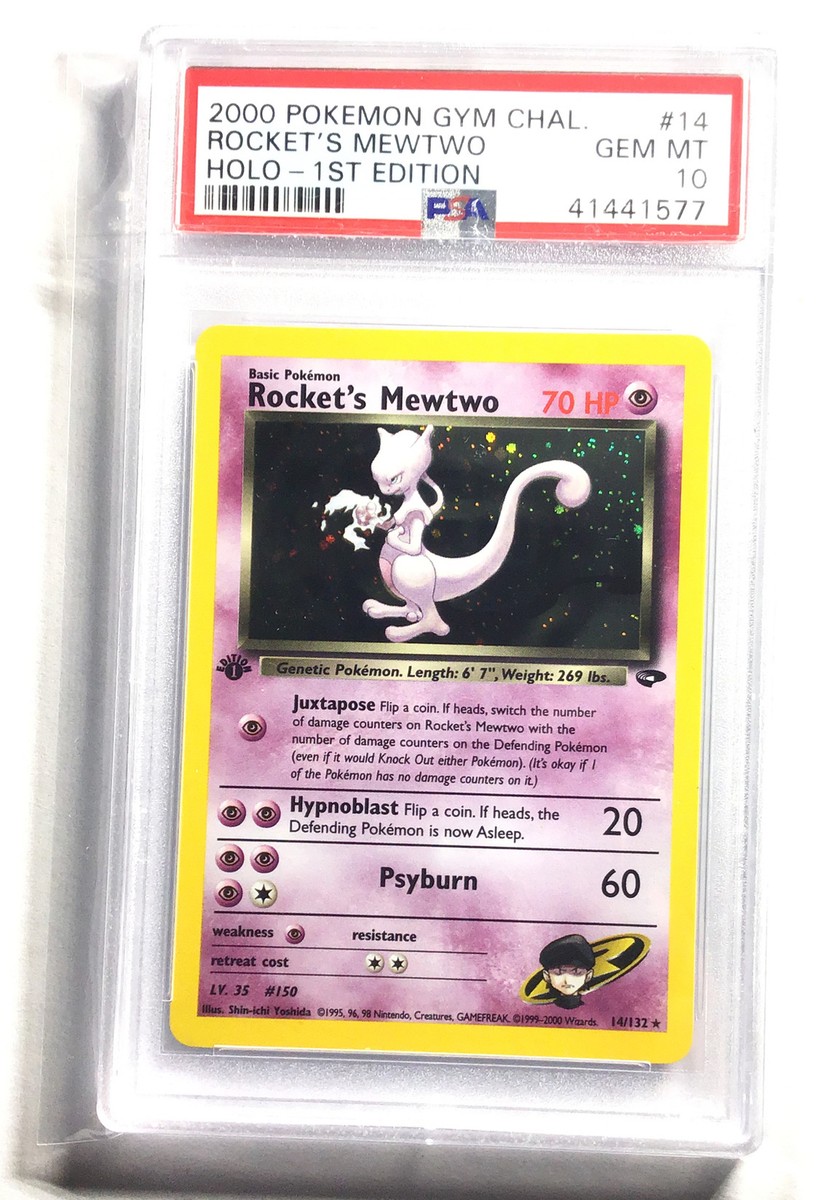 2000 POKEMON GYM CHAL. #14
ROCKET'S MEWTWO GEM MT
HOLO – 1ST EDITION 10
PSA 41441577
Basic Pokémon
Rocket's Mewtwo 70 HP
EDITION 1
Genetic Pokémon. Length: 6' 7", Weight: 269 lbs.
Juxtapose Flip a coin. If heads, switch the number
of damage counters on Rocket's Mewtwo with the
number of damage counters on the Defending Pokémon
(even if it would Knock Out either Pokémon). (It's okay if 1
of the Pokémon has no damage counters on it.)
Hypnoblast Flip a coin. If heads, the
Defending Pokémon is now Asleep. 20
Psyburn 60
weakness resistance
retreat cost
LV. 35 #150
R
Illus. Shin-ichi Yoshida ©1995, 96, 98 Nintendo, Creatures, GAMEFREAK. ©1999-2000 Wizards. 14/132 ★